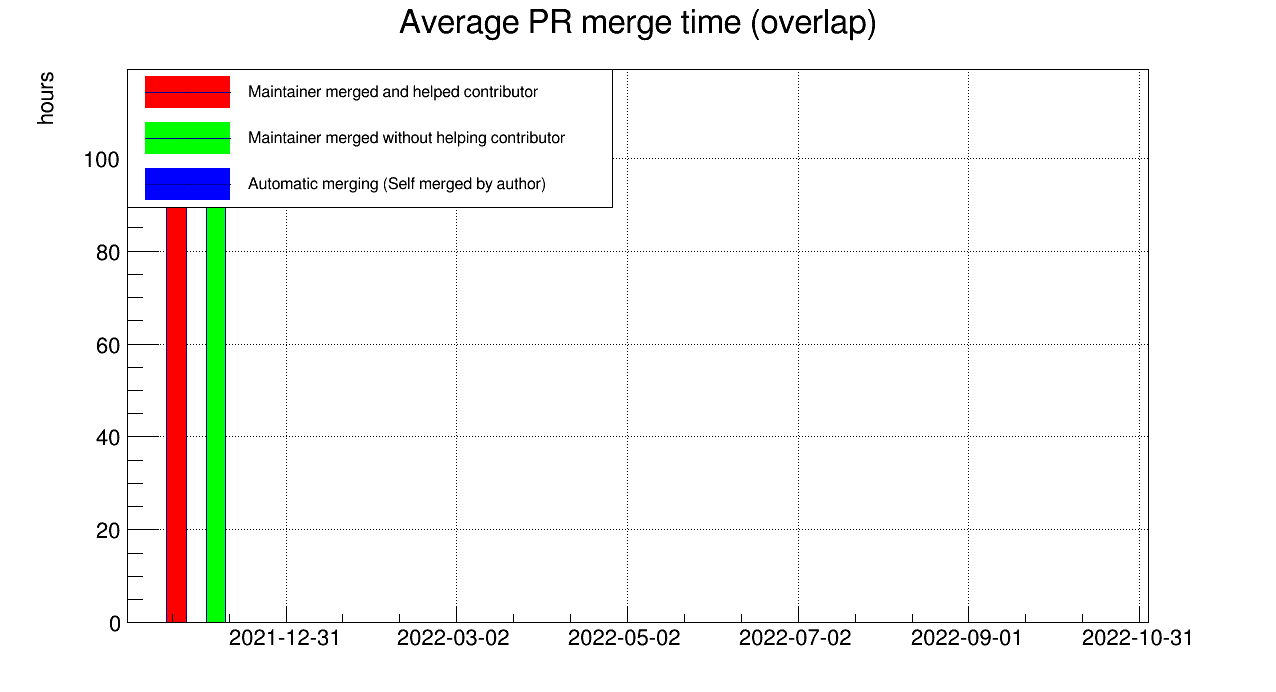 Average PR merge time (overlap)
hours
Maintainer merged and helped contributor
Maintainer merged without helping contributor
Automatic merging (Self merged by author)
100
80
60
40
20
0
2021-12-31 2022-03-02 2022-05-02 2022-07-02 2022-09-01 2022-10-31